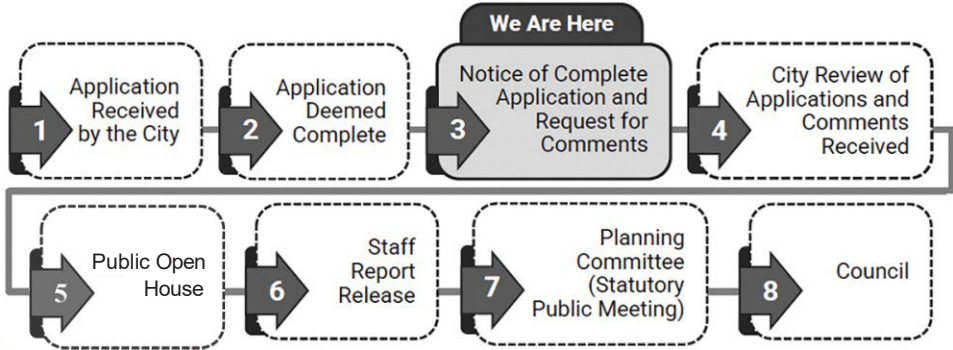 We Are Here
1
Application
Received
by the City
2
Application
Deemed
Complete
3
Notice of Complete
Application and
Request for
Comments
4
City Review of
Applications and
Comments
Received
5
Public Open
House
6
Staff
Report
Release
7
Planning
Committee
(Statutory
Public Meeting)
8
Council